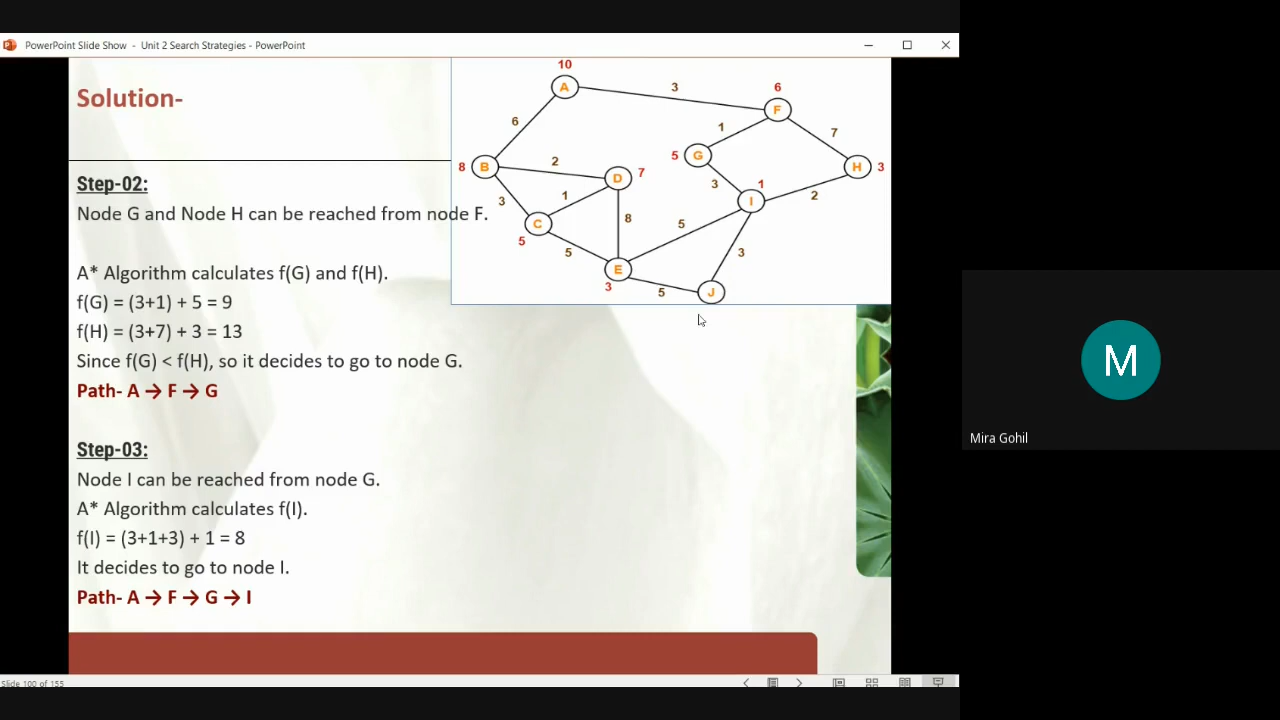 PowerPoint Slide Show - Unit 2 Search Strategies - PowerPoint
Solution-
Step-02:
Node G and Node H can be reached from node F.
A* Algorithm calculates f(G) and f(H).
f(G) = (3+1) + 5 = 9
f(H) = (3+7) + 3 = 13
Since f(G) < f(H), so it decides to go to node G.
Path- A → F → G
Step-03:
Node I can be reached from node G.
A* Algorithm calculates f(I).
f(I) = (3+1+3) + 1 = 8
It decides to go to node I.
Path- A → F → G → I
10
A
3
6
F
6
1
7
8
B
2
D
7
5
G
H
3
3
1
3
1
I
2
C
5
8
5
5
E
3
3
5
J
M
Mira Gohil
Slide 100 of 155